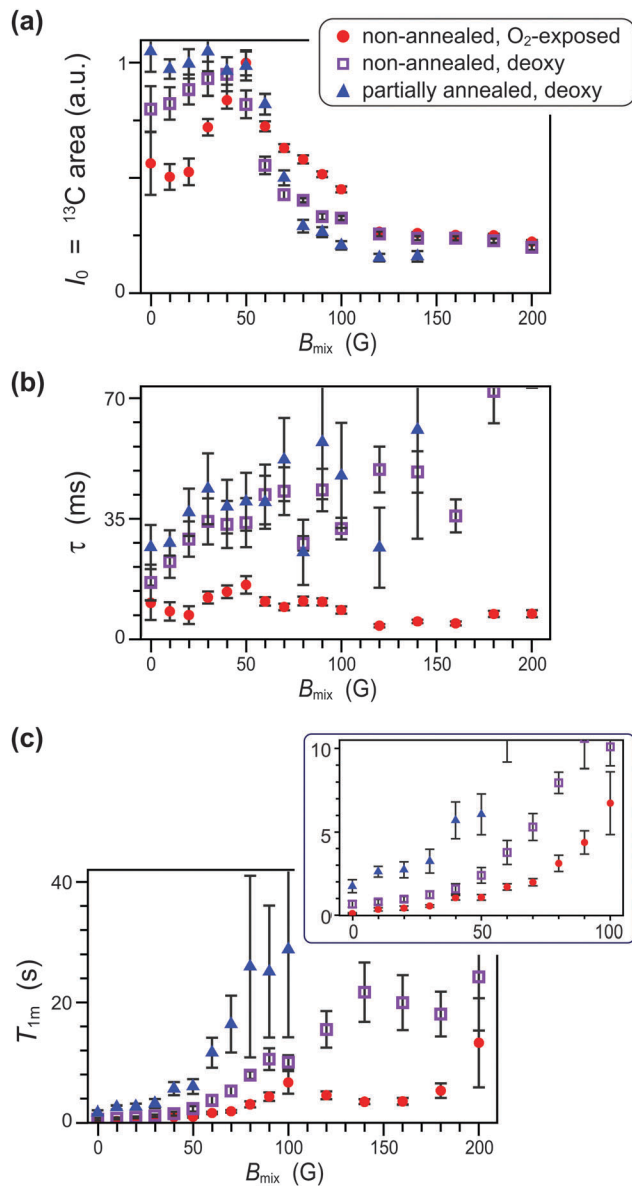 (a)
non-annealed, O₂-exposed
non-annealed, deoxy
partially annealed, deoxy
I₀ = ¹³C area (a.u.)
1
0
0 50 100 150 200
B_mix (G)
(b)
τ (ms)
70
35
0
0 50 100 150 200
B_mix (G)
(c)
10
5
0
0 50 100
T_1m (s)
40
20
0
0 50 100 150 200
B_mix (G)